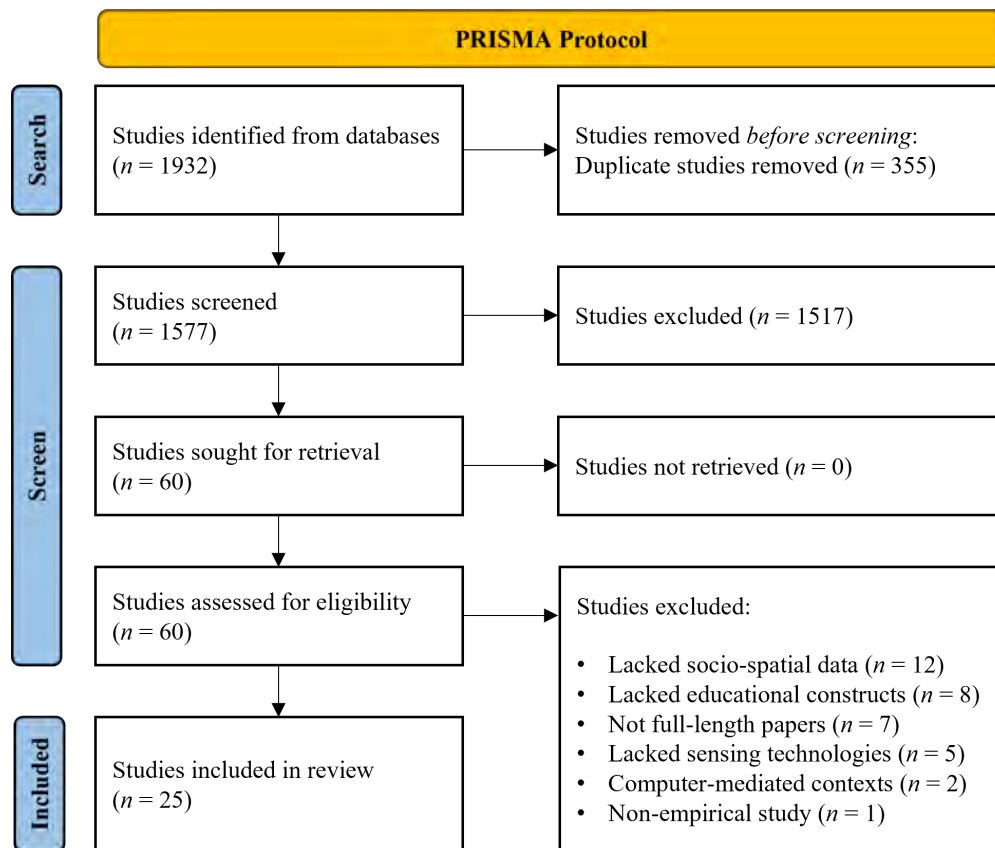 PRISMA Protocol
Search
Studies identified from databases
(n = 1932)
Studies removed before screening:
Duplicate studies removed (n = 355)
Screen
Studies screened
(n = 1577)
Studies excluded (n = 1517)
Studies sought for retrieval
(n = 60)
Studies not retrieved (n = 0)
Studies assessed for eligibility
(n = 60)
Studies excluded:
• Lacked socio-spatial data (n = 12)
• Lacked educational constructs (n = 8)
• Not full-length papers (n = 7)
• Lacked sensing technologies (n = 5)
• Computer-mediated contexts (n = 2)
• Non-empirical study (n = 1)
Included
Studies included in review
(n = 25)